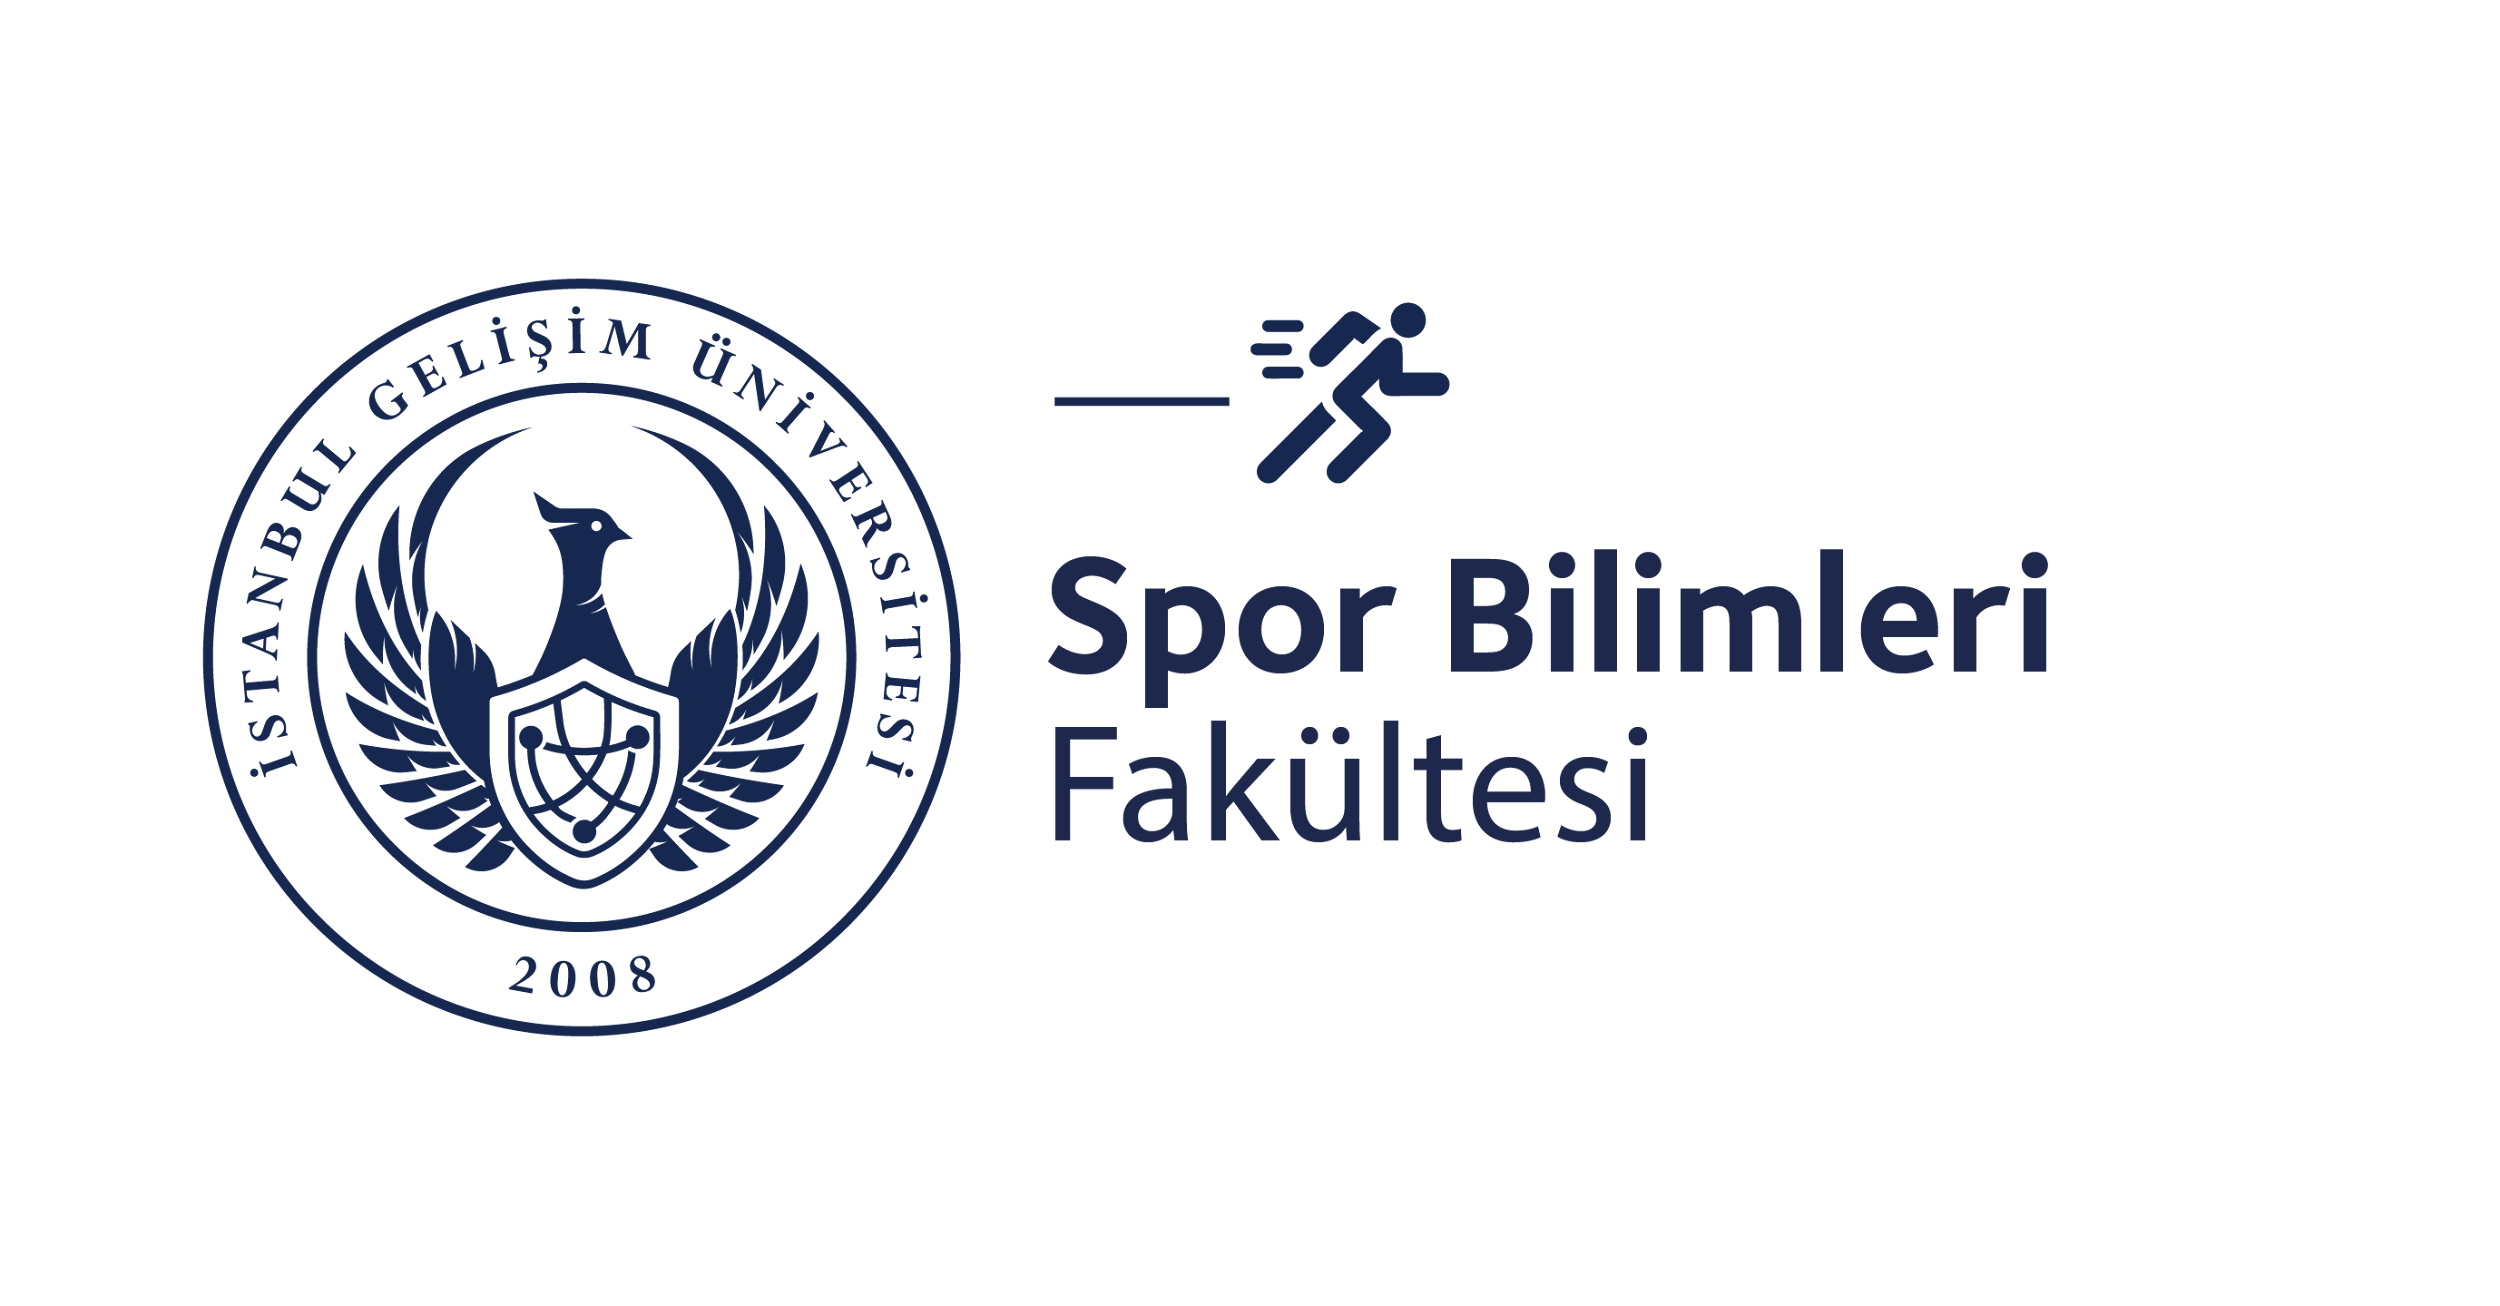 İSTANBUL GELİŞİM ÜNİVERSİTESİ
2008
Spor Bilimleri
Fakültesi